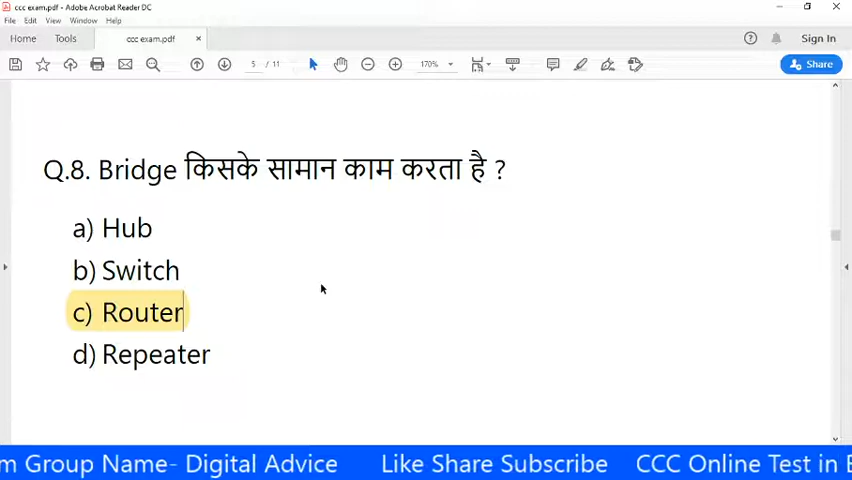 ccc exam.pdf - Adobe Acrobat Reader DC
File Edit View Window Help
Home Tools ccc exam.pdf × Sign In
5 / 11 170% Share
Q.8. Bridge किसके सामान काम करता है ?
a) Hub
b) Switch
c) Router
d) Repeater
m Group Name- Digital Advice Like Share Subscribe CCC Online Test in E